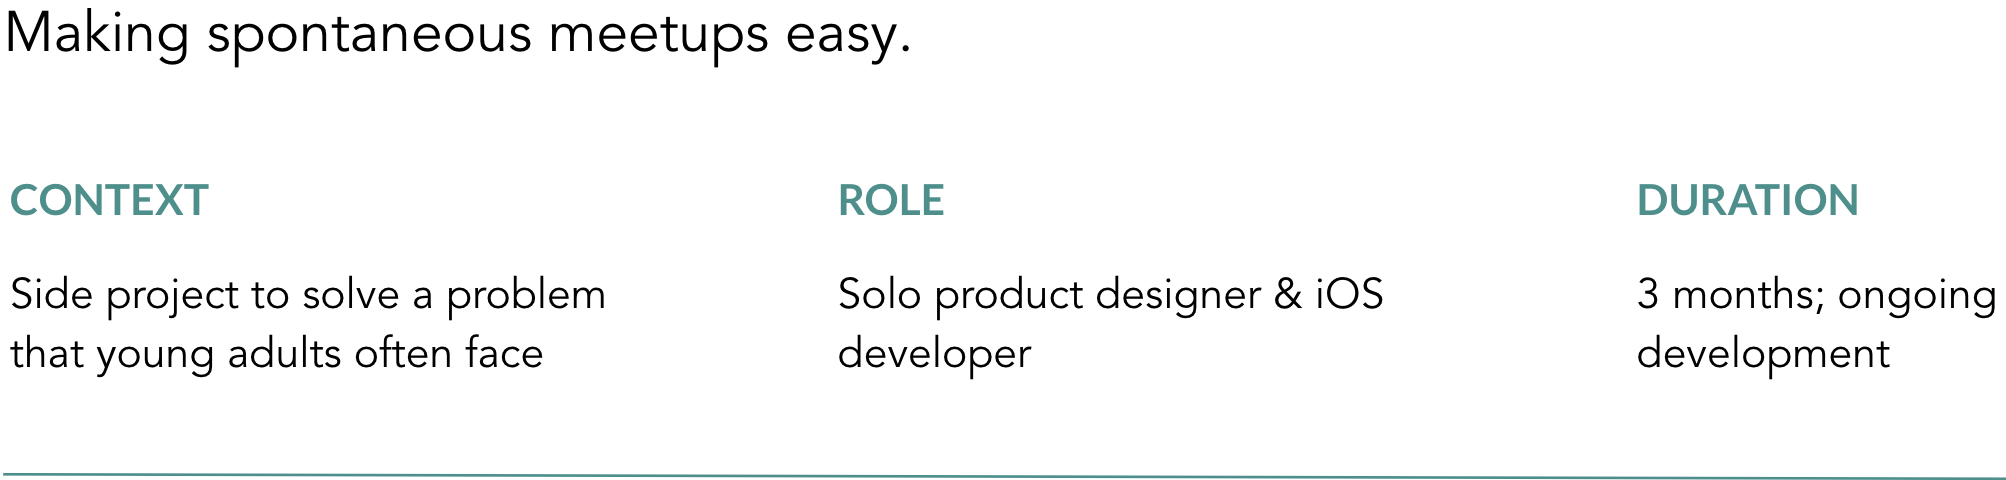 Making spontaneous meetups easy.
CONTEXT
Side project to solve a problem
that young adults often face
ROLE
Solo product designer & iOS
developer
DURATION
3 months; ongoing
development